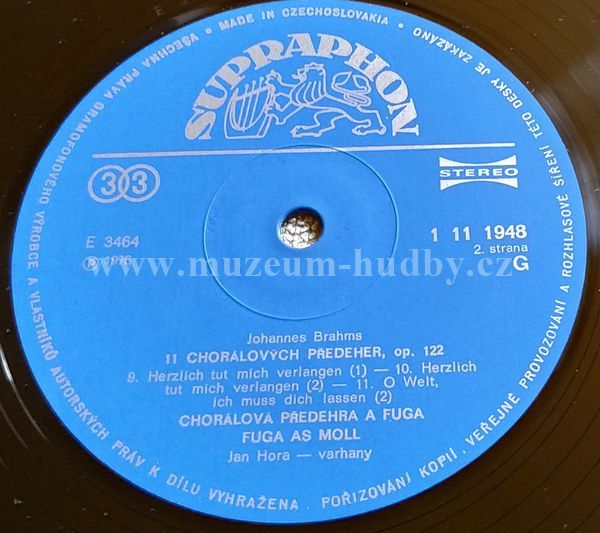 VŠECHNA PRÁVA GRAMOFONOVÉHO VÝROBCE A VLASTNÍKŮ AUTORSKÝCH PRÁV K DÍLU VYHRAŽENA. POŘIZOVÁNÍ KOPIÍ, VEŘEJNÉ PROVOZOVÁNÍ A ROZHLASOVÉ ŠÍŘENÍ TÉTO DESKY JE ZAKÁZÁNO • MADE IN CZECHOSLOVAKIA •
SUPRAPHON
33
STEREO
E 3464
1 11 1948
2. strana
G
www.muzeum-hudby.cz
Johannes Brahms
11 CHORÁLOVÝCH PŘEDEHER, op. 122
9. Herzlich tut mich verlangen (1) — 10. Herzlich
tut mich verlangen (2) — 11. O Welt,
ich muss dich lassen (2)
CHORÁLOVÁ PŘEDEHRA A FUGA
FUGA AS MOLL
Jan Hora — varhany